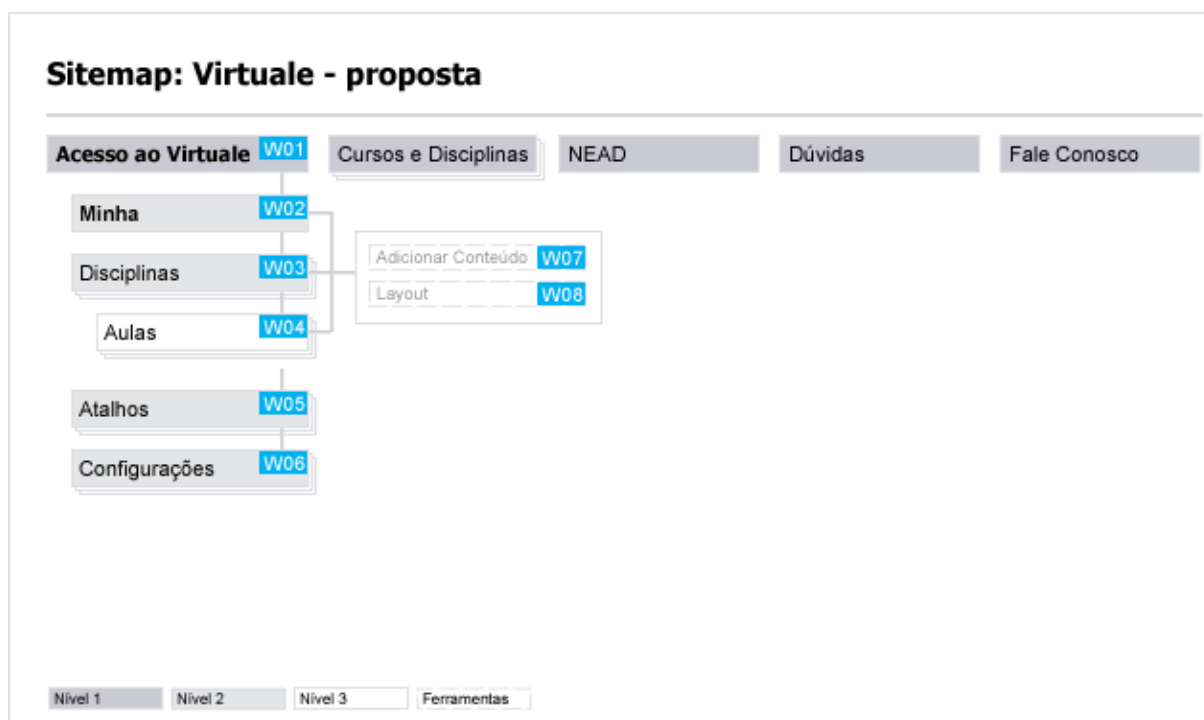 Sitemap: Virtuale - proposta
Acesso ao Virtuale W01 Cursos e Disciplinas NEAD Dúvidas Fale Conosco
Minha W02
Disciplinas W03
Adicionar Conteúdo W07
Layout W08
Aulas W04
Atalhos W05
Configurações W06
Nível 1 Nível 2 Nível 3 Ferramentas